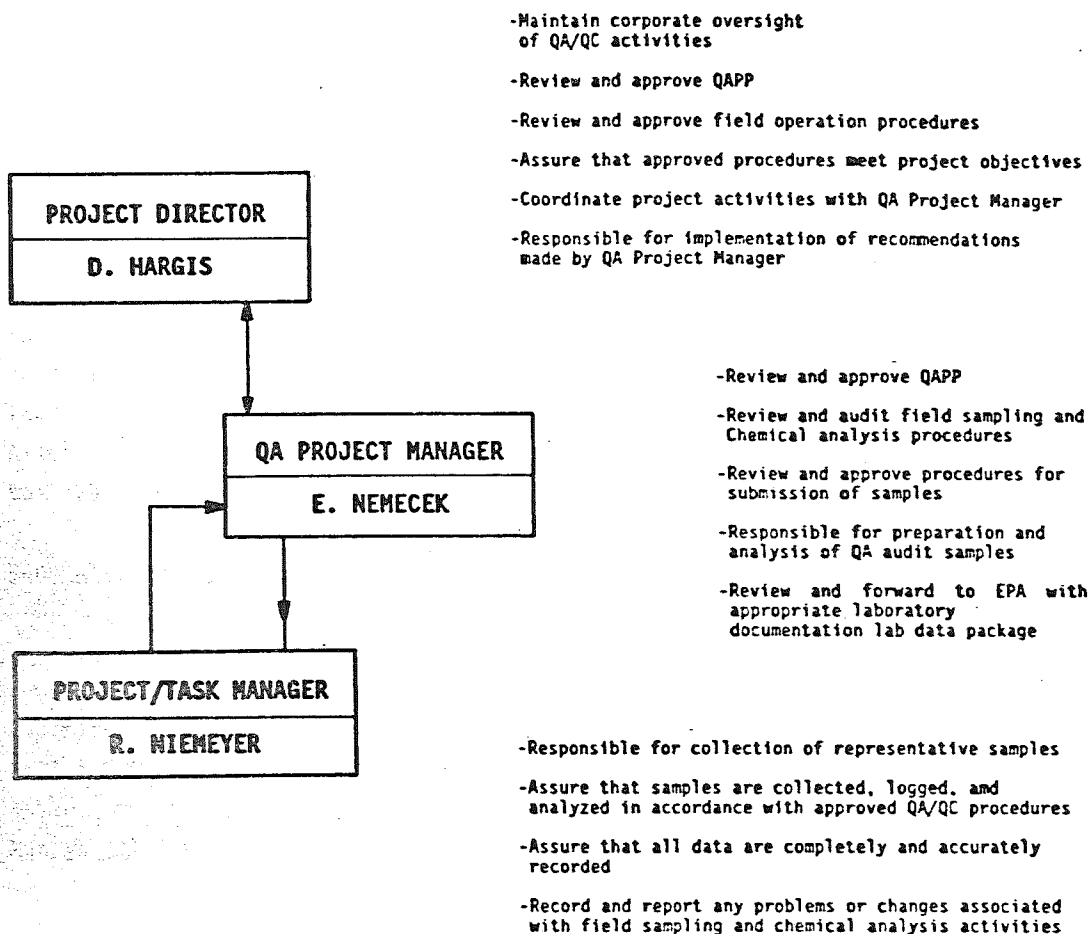 -Maintain corporate oversight
of QA/QC activities
-Review and approve QAPP
-Review and approve field operation procedures
-Assure that approved procedures meet project objectives
-Coordinate project activities with QA Project Manager
-Responsible for implementation of recommendations
made by QA Project Manager
PROJECT DIRECTOR
D. HARGIS
-Review and approve QAPP
-Review and audit field sampling and
Chemical analysis procedures
-Review and approve procedures for
submission of samples
-Responsible for preparation and
analysis of QA audit samples
-Review and forward to EPA with
appropriate laboratory
documentation lab data package
QA PROJECT MANAGER
E. NEMECEK
PROJECT/TASK MANAGER
R. NIEMEYER
-Responsible for collection of representative samples
-Assure that samples are collected, logged, amd
analyzed in accordance with approved QA/QC procedures
-Assure that all data are completely and accurately
recorded
-Record and report any problems or changes associated
with field sampling and chemical analysis activities